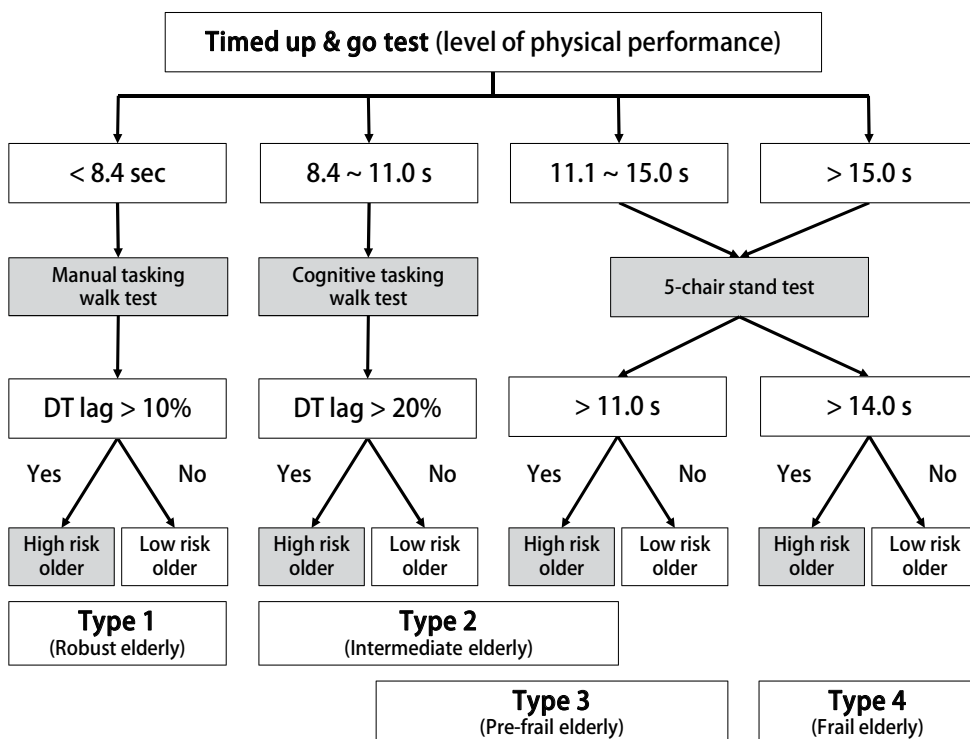 Timed up & go test (level of physical performance)
< 8.4 sec
8.4 ~ 11.0 s
11.1 ~ 15.0 s
> 15.0 s
Manual tasking
walk test
Cognitive tasking
walk test
5-chair stand test
DT lag > 10%
DT lag > 20%
> 11.0 s
> 14.0 s
Yes
No
Yes
No
Yes
No
Yes
No
High risk
older
Low risk
older
High risk
older
Low risk
older
High risk
older
Low risk
older
High risk
older
Low risk
older
Type 1
(Robust elderly)
Type 2
(Intermediate elderly)
Type 3
(Pre-frail elderly)
Type 4
(Frail elderly)